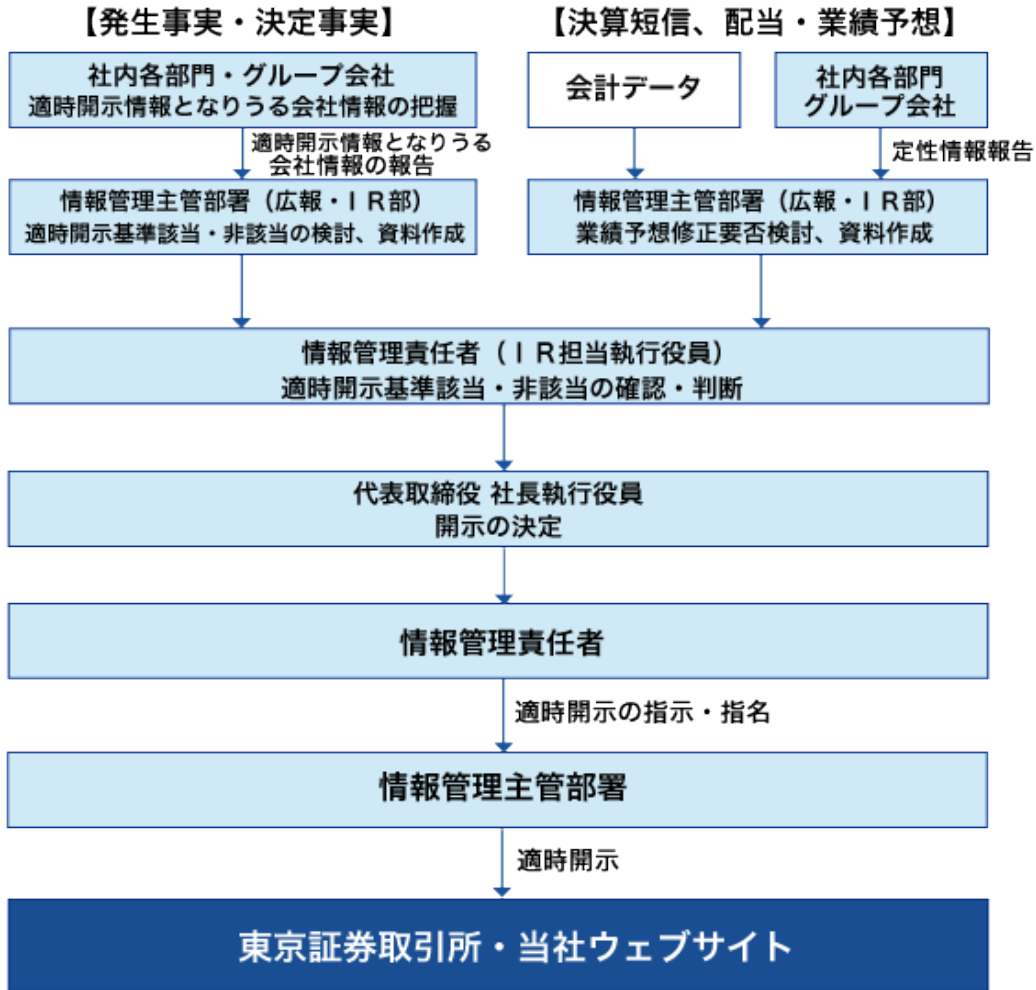 【発生事実・決定事実】
社内各部門・グループ会社
適時開示情報となりうる会社情報の把握
適時開示情報となりうる
会社情報の報告
情報管理主管部署（広報・ＩＲ部）
適時開示基準該当・非該当の検討、資料作成
【決算短信、配当・業績予想】
会計データ
社内各部門
グループ会社
定性情報報告
情報管理主管部署（広報・ＩＲ部）
業績予想修正要否検討、資料作成
情報管理責任者（ＩＲ担当執行役員）
適時開示基準該当・非該当の確認・判断
代表取締役 社長執行役員
開示の決定
情報管理責任者
適時開示の指示・指名
情報管理主管部署
適時開示
東京証券取引所・当社ウェブサイト